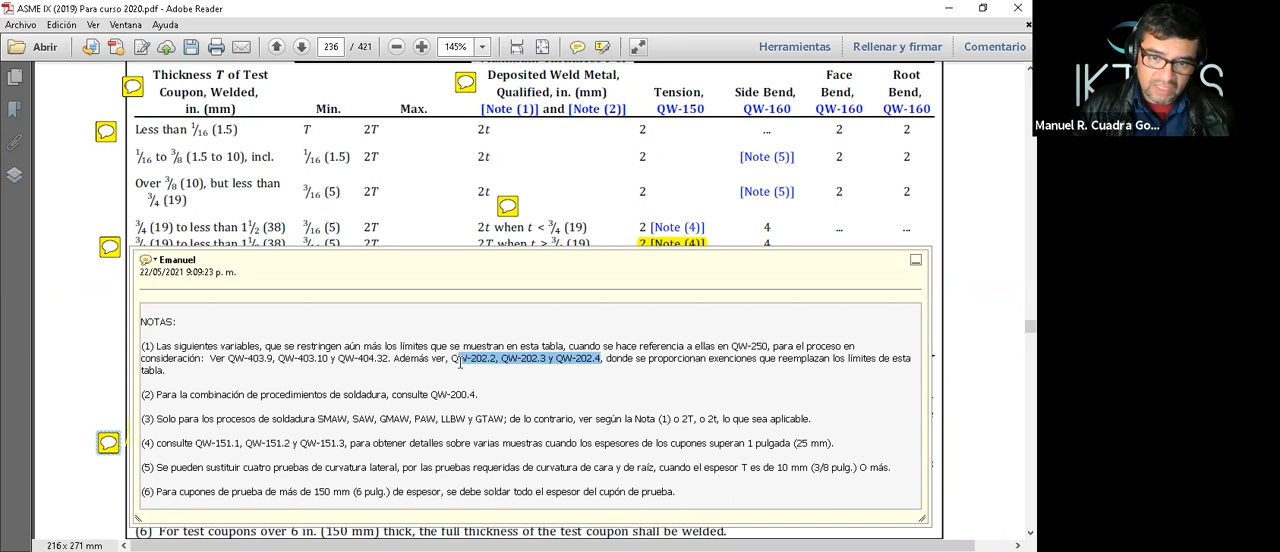 ASME IX (2019) Para curso 2020.pdf - Adobe Reader
Archivo Edición Ver Ventana Ayuda
Abrir 236 / 421 145% Herramientas Rellenar y firmar Comentario
Thickness T of Test Deposited Weld Metal, Face Root
Coupon, Welded, Qualified, in. (mm) Tension, Side Bend, Bend, Bend,
in. (mm) Min. Max. [Note (1)] and [Note (2)] QW-150 QW-160 QW-160 QW-160
Less than 1/16 (1.5) T 2T 2t 2 ... 2 2
1/16 to 3/8 (1.5 to 10), incl. 1/16 (1.5) 2T 2t 2 [Note (5)] 2 2
Over 3/8 (10), but less than
3/4 (19) 3/16 (5) 2T 2t 2 [Note (5)] 2 2
3/4 (19) to less than 1 1/2 (38) 3/16 (5) 2T 2t when t < 3/4 (19) 2 [Note (4)] 4 ... ...
Emanuel
22/05/2021 9:09:23 p. m.
NOTAS:
(1) Las siguientes variables, que se restringen aún más los límites que se muestran en esta tabla, cuando se hace referencia a ellas en QW-250, para el proceso en
consideración: Ver QW-403.9, QW-403.10 y QW-404.32. Además ver, QW-202.2, QW-202.3 y QW-202.4, donde se proporcionan exenciones que reemplazan los límites de esta
tabla.
(2) Para la combinación de procedimientos de soldadura, consulte QW-200.4.
(3) Solo para los procesos de soldadura SMAW, SAW, GMAW, PAW, LLBW y GTAW; de lo contrario, ver según la Nota (1) o 2T, o 2t, lo que sea aplicable.
(4) consulte QW-151.1, QW-151.2 y QW-151.3, para obtener detalles sobre varias muestras cuando los espesores de los cupones superan 1 pulgada (25 mm).
(5) Se pueden sustituir cuatro pruebas de curvatura lateral, por las pruebas requeridas de curvatura de cara y de raíz, cuando el espesor T es de 10 mm (3/8 pulg.) O más.
(6) Para cupones de prueba de más de 150 mm (6 pulg.) de espesor, se debe soldar todo el espesor del cupón de prueba.
(6) For test coupons over 6 in. (150 mm) thick, the full thickness of the test coupon shall be welded.
216 x 271 mm
Manuel R. Cuadra Go...